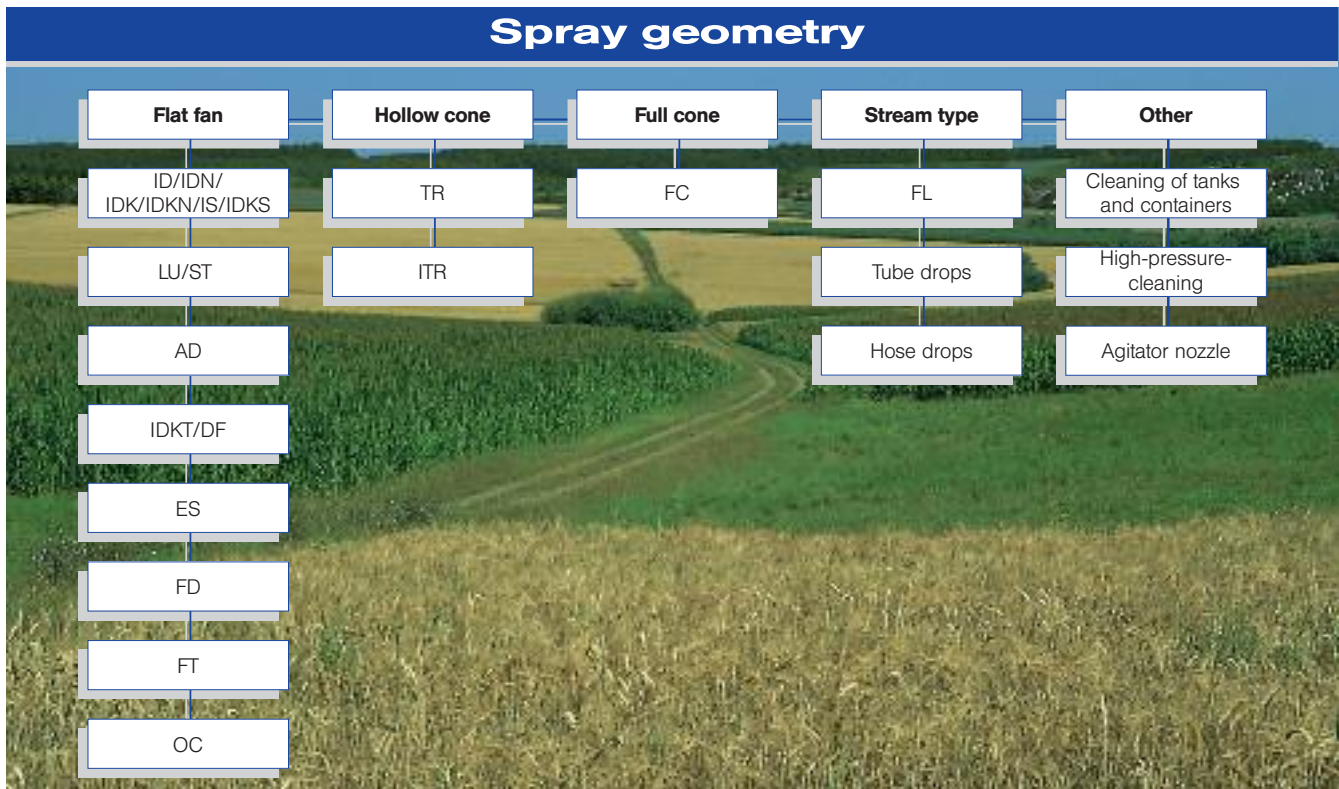 Spray geometry
Flat fan
ID/IDN/
IDK/IDKN/IS/IDKS
LU/ST
AD
IDKT/DF
ES
FD
FT
OC
Hollow cone
TR
ITR
Full cone
FC
Stream type
FL
Tube drops
Hose drops
Other
Cleaning of tanks
and containers
High-pressure-
cleaning
Agitator nozzle